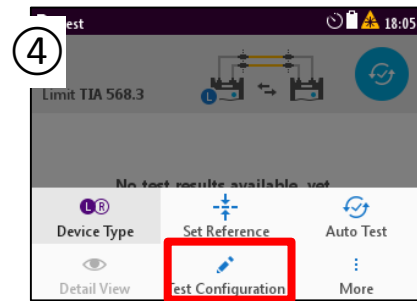 ④
est
18:05
Limit TIA 568.3
L
No test results available, yet
L R
Device Type
Set Reference
Auto Test
Detail View
Test Configuration
More